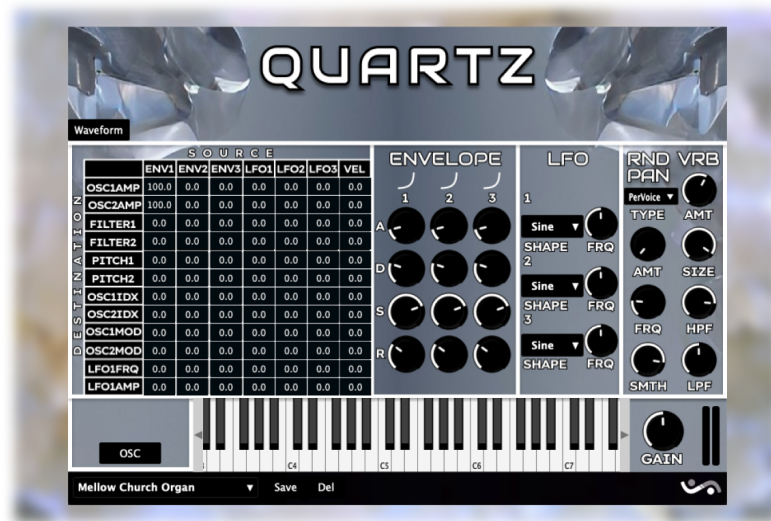 QUARTZ
Waveform
SOURCE
DESTINATION
ENV1 ENV2 ENV3 LFO1 LFO2 LFO3 VEL
OSC1AMP 100.0 0.0 0.0 0.0 0.0 0.0 0.0
OSC2AMP 100.0 0.0 0.0 0.0 0.0 0.0 0.0
FILTER1 0.0 0.0 0.0 0.0 0.0 0.0 0.0
FILTER2 0.0 0.0 0.0 0.0 0.0 0.0 0.0
PITCH1 0.0 0.0 0.0 0.0 0.0 0.0 0.0
PITCH2 0.0 0.0 0.0 0.0 0.0 0.0 0.0
OSC1IDX 0.0 0.0 0.0 0.0 0.0 0.0 0.0
OSC2IDX 0.0 0.0 0.0 0.0 0.0 0.0 0.0
OSC1MOD 0.0 0.0 0.0 0.0 0.0 0.0 0.0
OSC2MOD 0.0 0.0 0.0 0.0 0.0 0.0 0.0
LFO1FRQ 0.0 0.0 0.0 0.0 0.0 0.0 0.0
LFO1AMP 0.0 0.0 0.0 0.0 0.0 0.0 0.0
ENVELOPE
1 2 3
A
D
S
R
LFO
1
Sine
SHAPE FRQ
2
Sine
SHAPE FRQ
3
Sine
SHAPE FRQ
RND VRB
PAN
PerVoice
TYPE AMT
AMT SIZE
FRQ HPF
SMTH LPF
OSC
C4 C5 C6 C7
GAIN
Mellow Church Organ Save Del